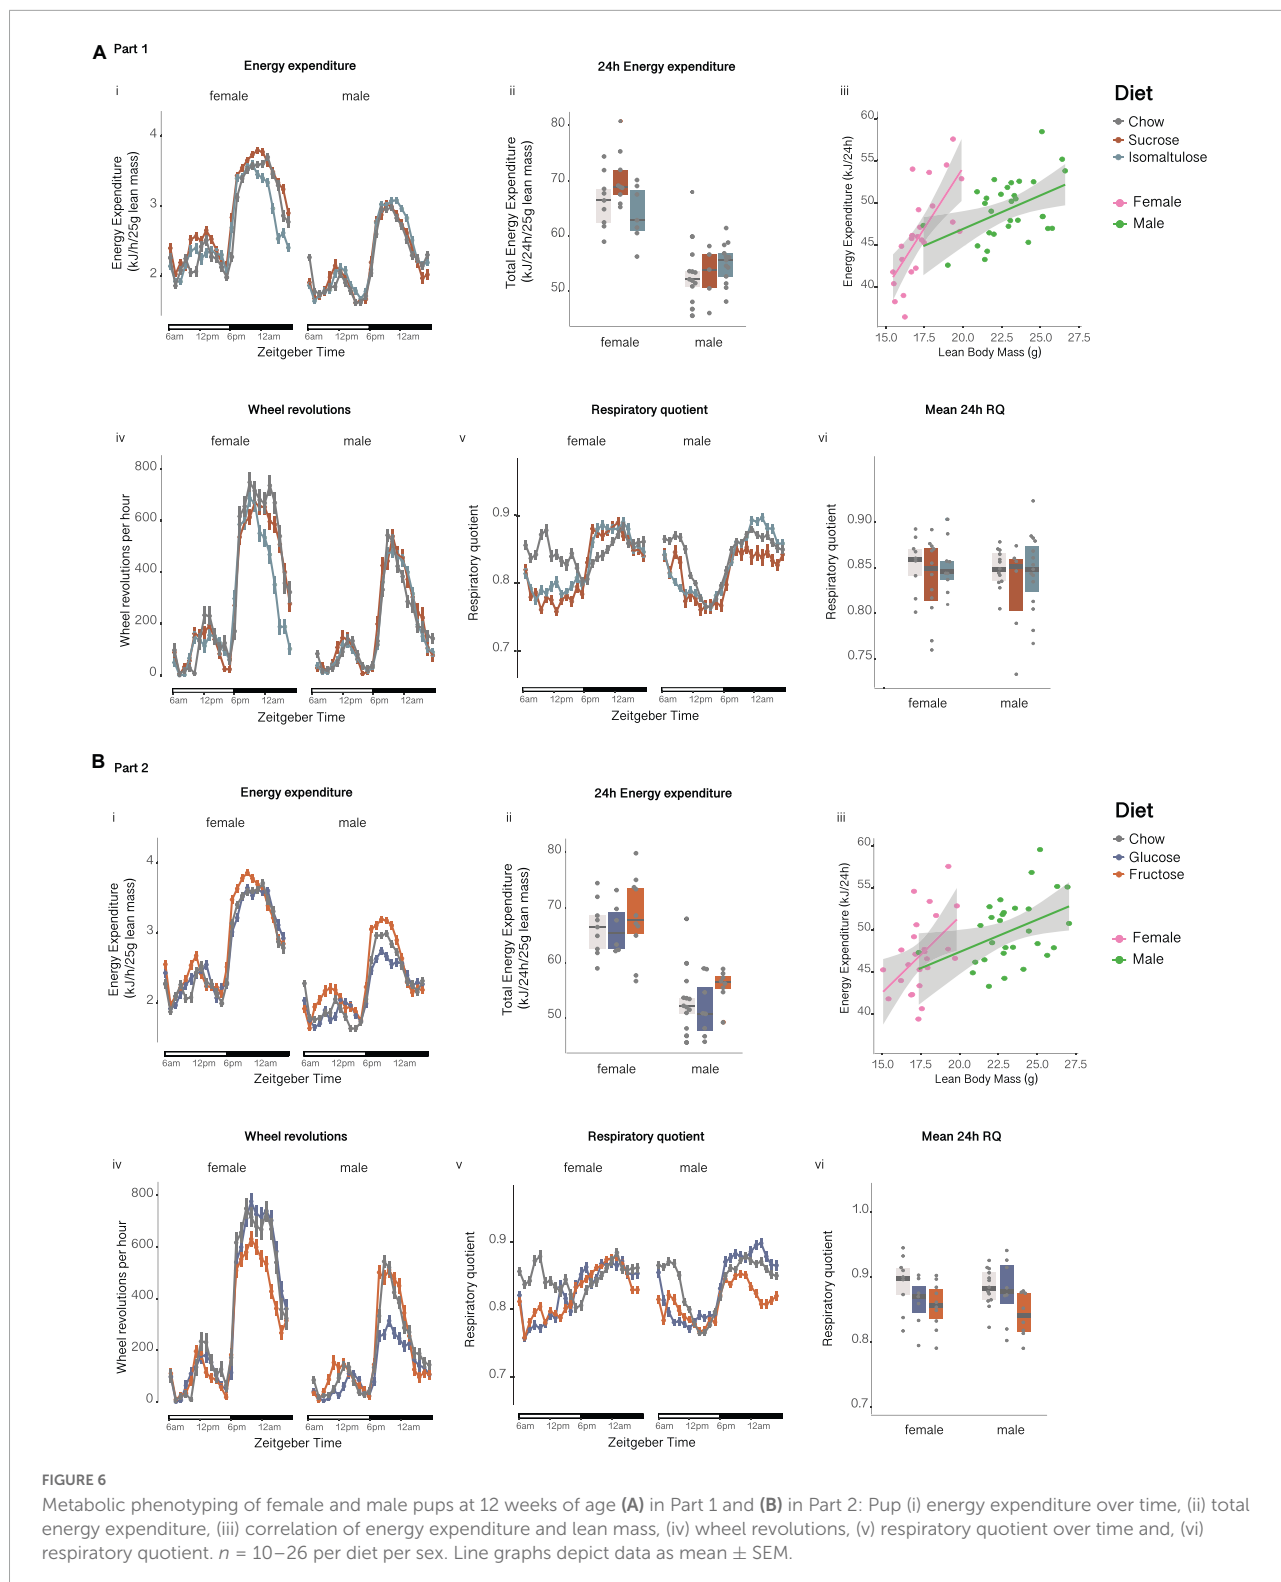 A Part 1
Energy expenditure
i
female
male
Energy Expenditure
(kJ/h/25g lean mass)
4
3
2
6am 12pm 6pm 12am
6pm 12am
Zeitgeber Time
24h Energy expenditure
ii
Total Energy Expenditure
(kJ/24h/25g lean mass)
80
70
60
50
female
male
iii
Energy Expenditure (kJ/24h)
60
55
50
45
40
15.0 17.5 20.0 22.5 25.0 27.5
Lean Body Mass (g)
Diet
Chow
Sucrose
Isomaltulose
Female
Male
Wheel revolutions
iv
female
male
Wheel revolutions per hour
800
600
400
200
0
6am 12pm 6pm 12am
6am 12pm 6pm 12am
Zeitgeber Time
Respiratory quotient
v
female
male
Respiratory quotient
0.9
0.8
0.7
6am 12pm 6pm 12am
6am 12pm 6pm 12am
Zeitgeber Time
Mean 24h RQ
vi
Respiratory quotient
0.90
0.85
0.80
0.75
female
male
B Part 2
Energy expenditure
i
female
male
Energy Expenditure
(kJ/h/25g lean mass)
4
3
2
6am 12pm 6pm 12am
6am 12pm 6pm 12am
Zeitgeber Time
24h Energy expenditure
ii
Total Energy Expenditure
(kJ/24h/25g lean mass)
80
70
60
50
female
male
iii
Energy Expenditure (kJ/24h)
60
55
50
45
40
15.0 17.5 20.0 22.5 25.0 27.5
Lean Body Mass (g)
Diet
Chow
Glucose
Fructose
Female
Male
Wheel revolutions
iv
female
male
Wheel revolutions per hour
800
600
400
200
0
6am 12pm 6pm 12am
6am 12pm 6pm 12am
Zeitgeber Time
Respiratory quotient
v
female
male
Respiratory quotient
0.9
0.8
0.7
6am 12pm 6pm 12am
6am 12pm 6pm 12am
Zeitgeber Time
Mean 24h RQ
vi
Respiratory quotient
1.0
0.9
0.8
0.7
female
male
FIGURE 6
Metabolic phenotyping of female and male pups at 12 weeks of age (A) in Part 1 and (B) in Part 2: Pup (i) energy expenditure over time, (ii) total
energy expenditure, (iii) correlation of energy expenditure and lean mass, (iv) wheel revolutions, (v) respiratory quotient over time and, (vi)
respiratory quotient. n = 10–26 per diet per sex. Line graphs depict data as mean ± SEM.